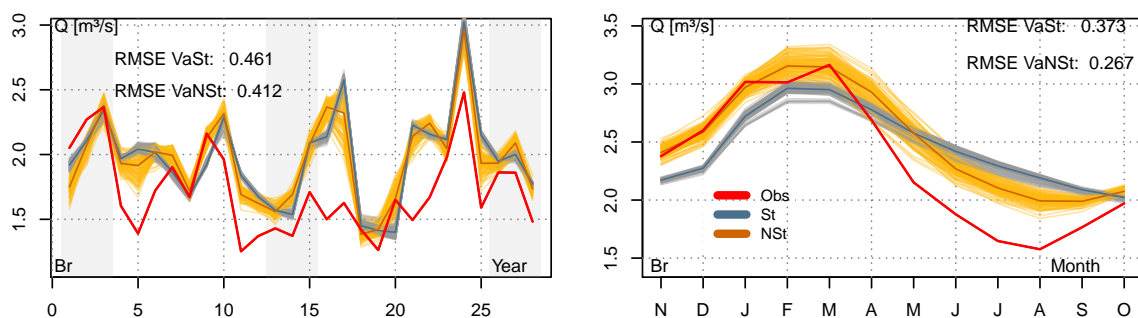 Q [m³/s]
RMSE VaSt: 0.461
RMSE VaNSt: 0.412
3.0
2.5
2.0
1.5
Br
Year
0 5 10 15 20 25
Q [m³/s]
RMSE VaSt: 0.373
RMSE VaNSt: 0.267
3.5
3.0
2.5
2.0
1.5
Obs
St
NSt
Br
Month
N D J F M A M J J A S O